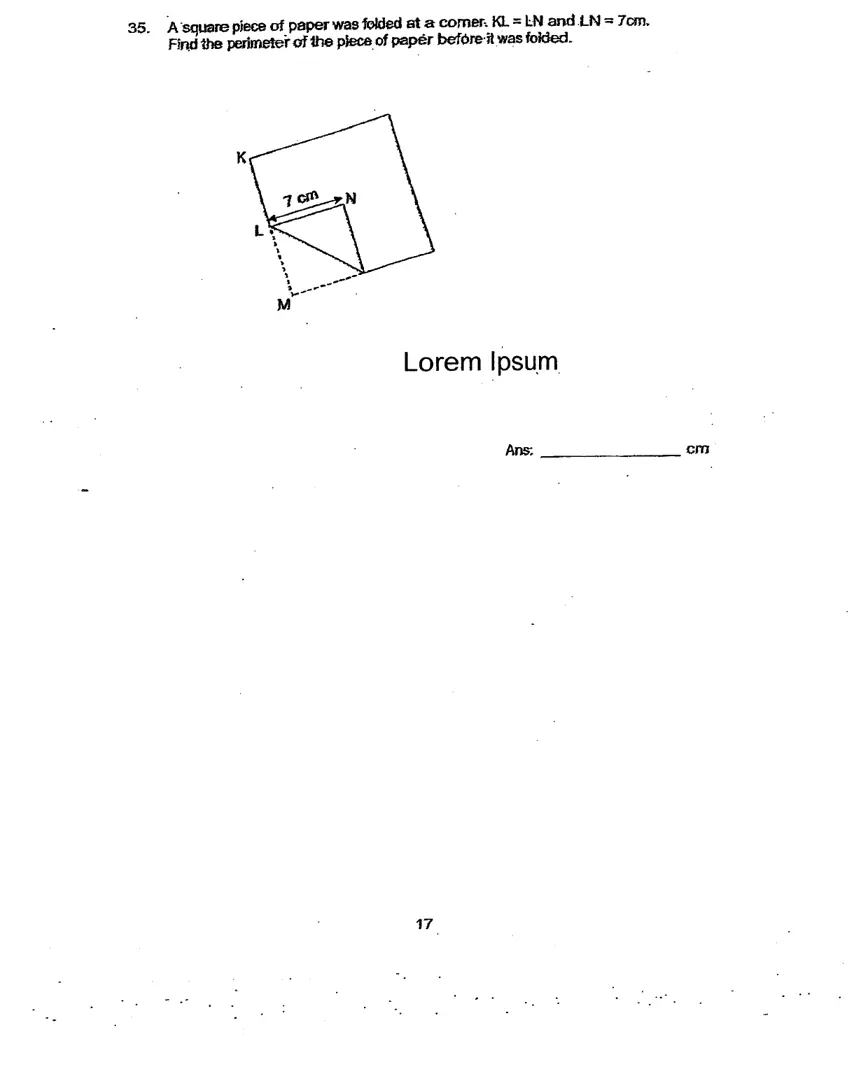 35. A square piece of paper was folded at a corner. KL = LN and LN = 7cm.
Find the perimeter of the piece of paper before it was folded.
K
7 cm
N
L
M
Lorem Ipsum
Ans: ______________ cm
17